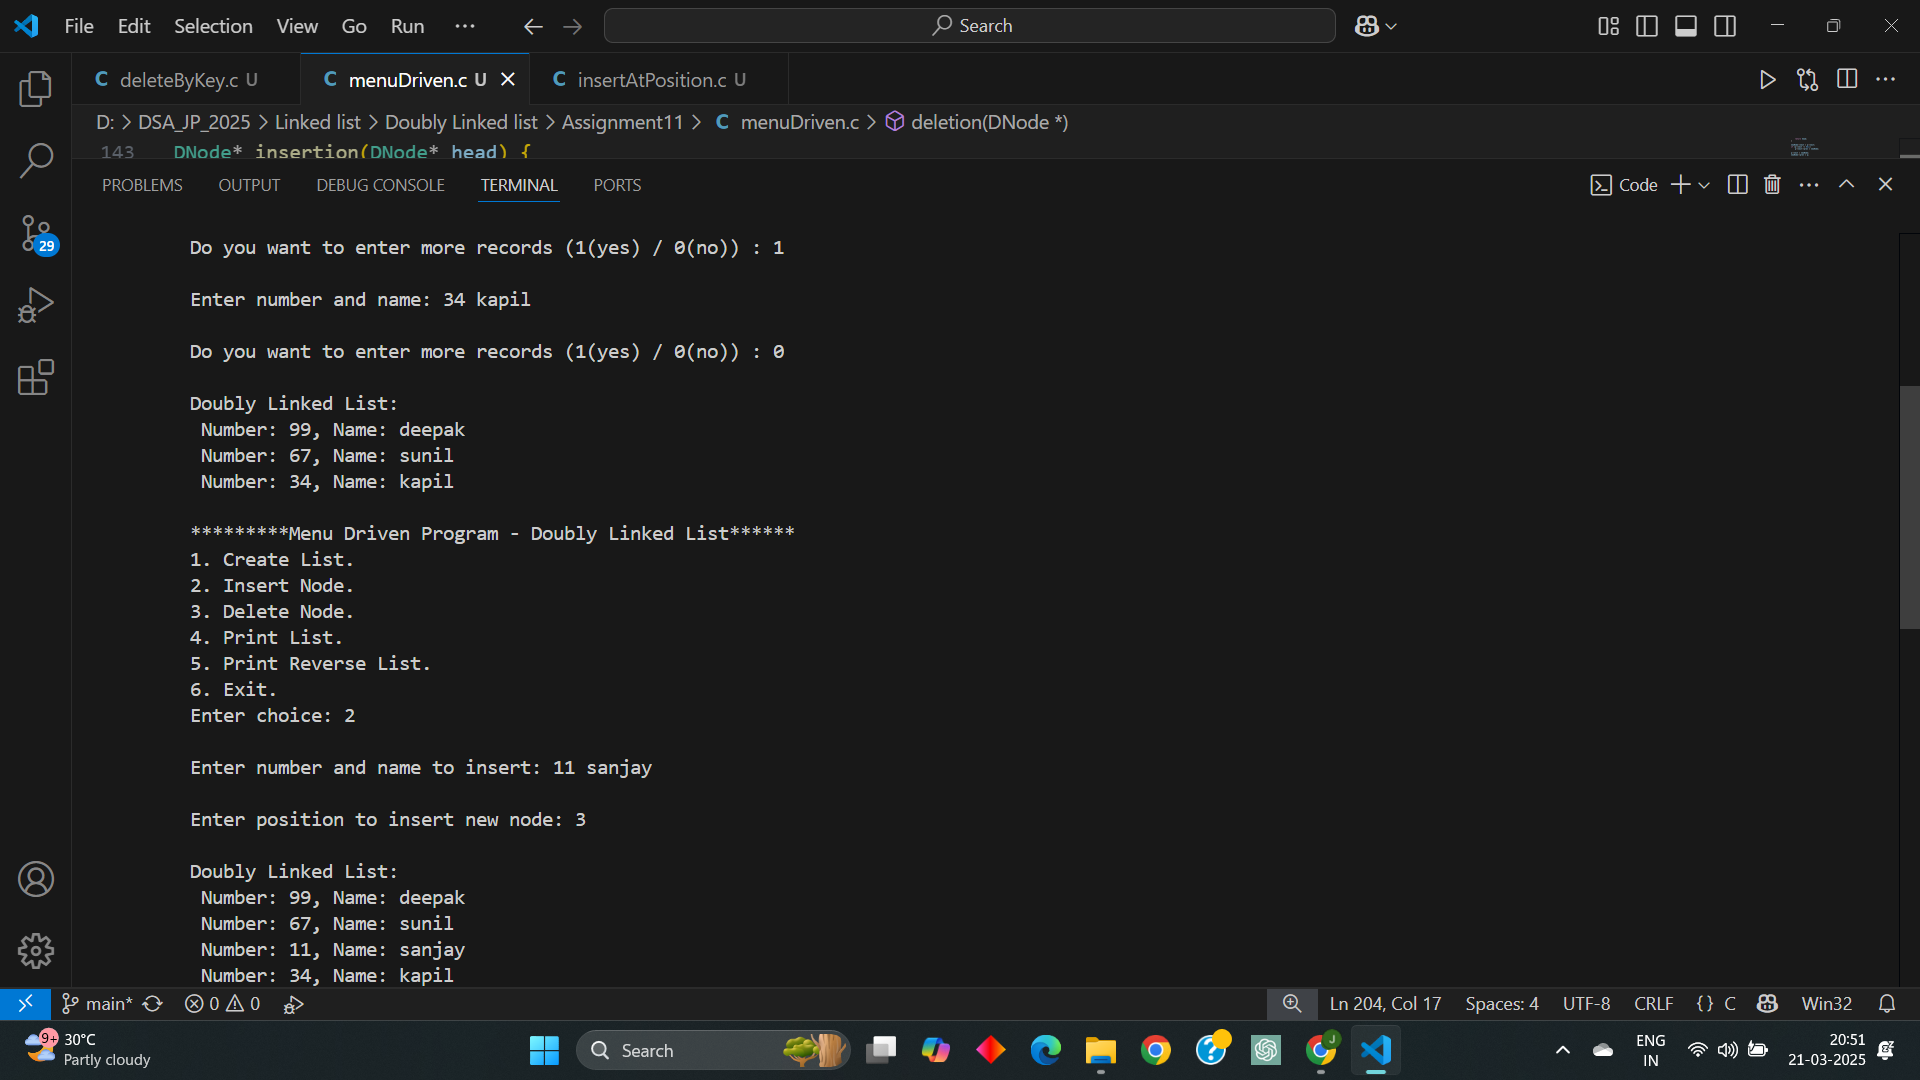 File Edit Selection View Go Run ··· Search
C deleteByKey.c U C menuDriven.c U C insertAtPosition.c U
D: > DSA_JP_2025 > Linked list > Doubly Linked list > Assignment11 > C menuDriven.c > deletion(DNode *)
143 DNode* insertion(DNode* head) {
PROBLEMS OUTPUT DEBUG CONSOLE TERMINAL PORTS Code
Do you want to enter more records (1(yes) / 0(no)) : 1
Enter number and name: 34 kapil
Do you want to enter more records (1(yes) / 0(no)) : 0
Doubly Linked List:
Number: 99, Name: deepak
Number: 67, Name: sunil
Number: 34, Name: kapil
*********Menu Driven Program - Doubly Linked List******
1. Create List.
2. Insert Node.
3. Delete Node.
4. Print List.
5. Print Reverse List.
6. Exit.
Enter choice: 2
Enter number and name to insert: 11 sanjay
Enter position to insert new node: 3
Doubly Linked List:
Number: 99, Name: deepak
Number: 67, Name: sunil
Number: 11, Name: sanjay
Number: 34, Name: kapil
29
main* 0 0 Ln 204, Col 17 Spaces: 4 UTF-8 CRLF {} C Win32
9+ 30°C
Partly cloudy
Search
J
ENG
IN
20:51
21-03-2025